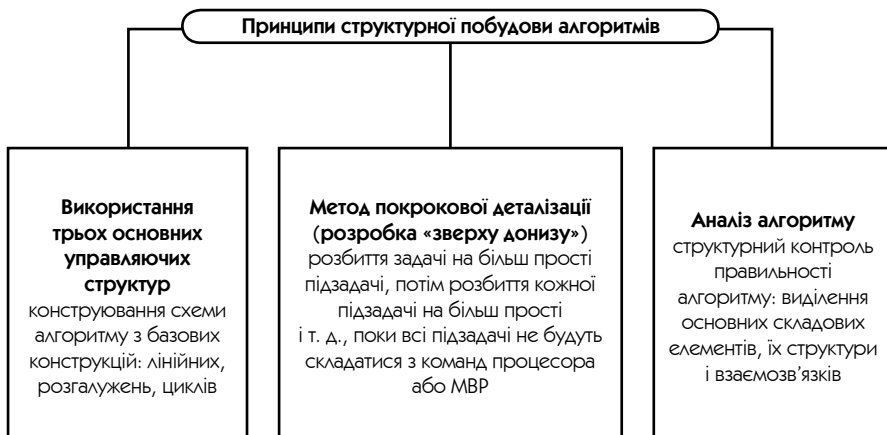 Принципи структурної побудови алгоритмів
Використання
трьох основних
управляючих
структур
конструювання схеми
алгоритму з базових
конструкцій: лінійних,
розгалужень, циклів
Метод покрокової деталізації
(розробка «зверху донизу»)
розбиття задачі на більш прості
підзадачі, потім розбиття кожної
підзадачі на більш прості
і т. д., поки всі підзадачі не будуть
складатися з команд процесора
або МВР
Аналіз алгоритму
структурний контроль
правильності
алгоритму: виділення
основних складових
елементів, їх структури
і взаємозв’язків